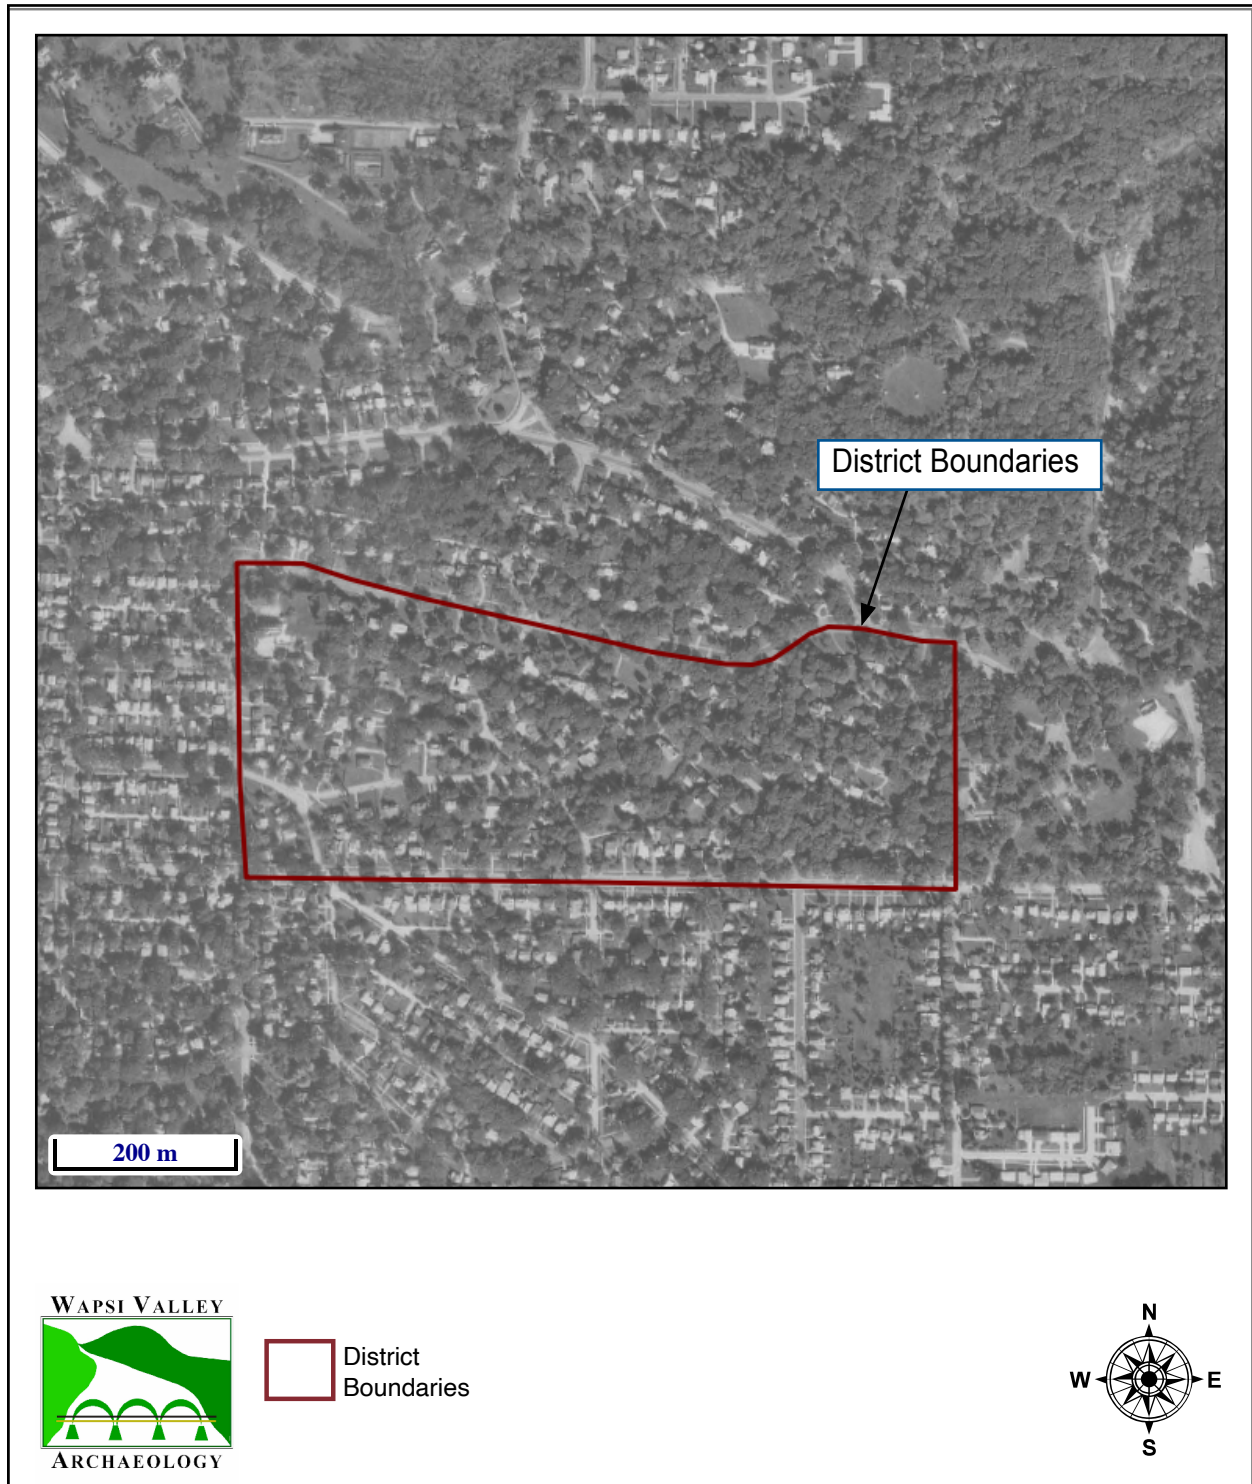 District Boundaries
200 m
WAPSI VALLEY
ARCHAEOLOGY
District
Boundaries
N
W E
S